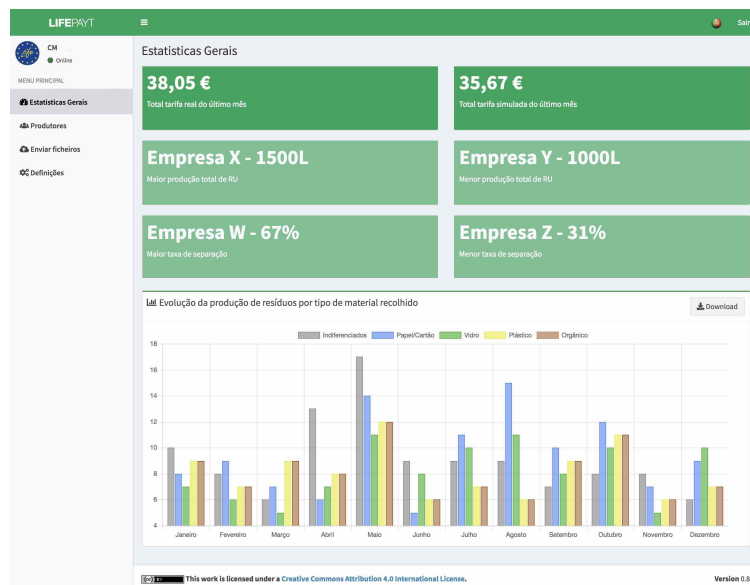 LIFEPAYT
Sair
CM
Online
MENU PRINCIPAL
Estatisticas Gerais
Produtores
Enviar ficheiros
Definições
Estatisticas Gerais
38,05 €
Total tarifa real do último mês
35,67 €
Total tarifa simulada do último mês
Empresa X - 1500L
Maior produção total de RU
Empresa Y - 1000L
Menor produção total de RU
Empresa W - 67%
Maior taxa de separação
Empresa Z - 31%
Menor taxa de separação
Evolução da produção de resíduos por tipo de material recolhido
Download
Indiferenciados Papel/Cartão Vidro Plástico Orgânico
18
16
14
12
10
8
6
4
Janeiro Fevereiro Março Abril Maio Junho Julho Agosto Setembro Outubro Novembro Dezembro
This work is licensed under a Creative Commons Attribution 4.0 International License.
Version 0.8